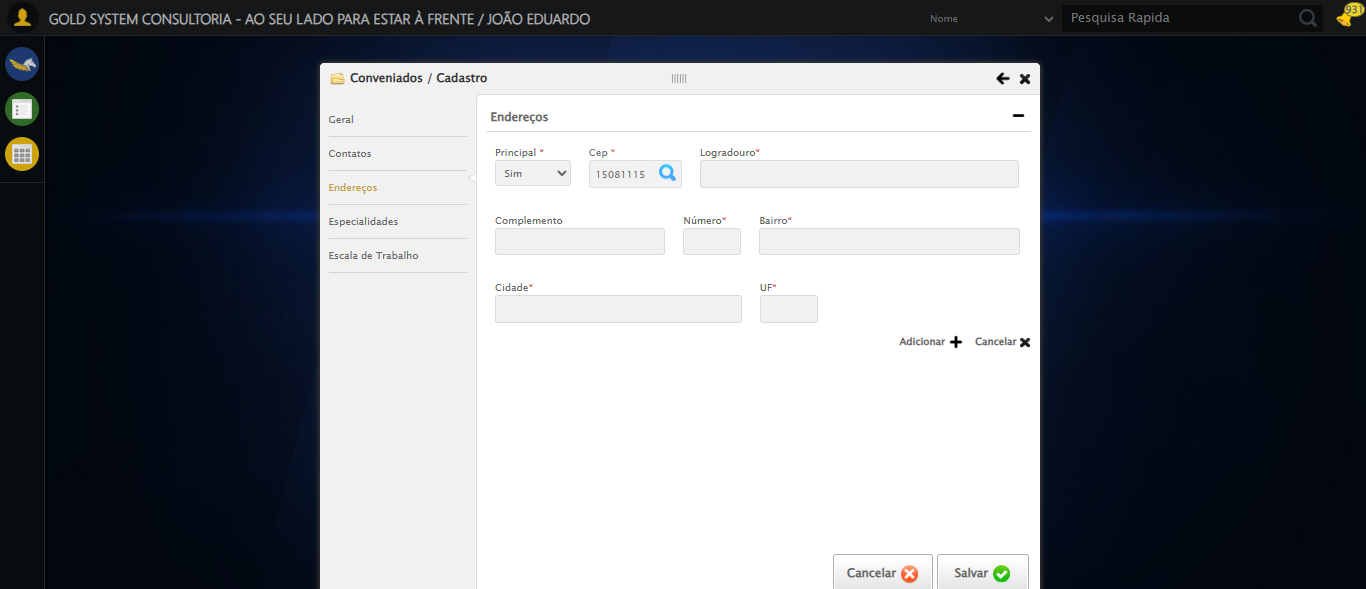 GOLD SYSTEM CONSULTORIA - AO SEU LADO PARA ESTAR À FRENTE / JOÃO EDUARDO
Nome
Pesquisa Rapida
931
Conveniados / Cadastro
Geral
Contatos
Endereços
Especialidades
Escala de Trabalho
Endereços
Principal * Cep * Logradouro*
Sim 15081115
Complemento Número* Bairro*
Cidade* UF*
Adicionar Cancelar
Cancelar Salvar